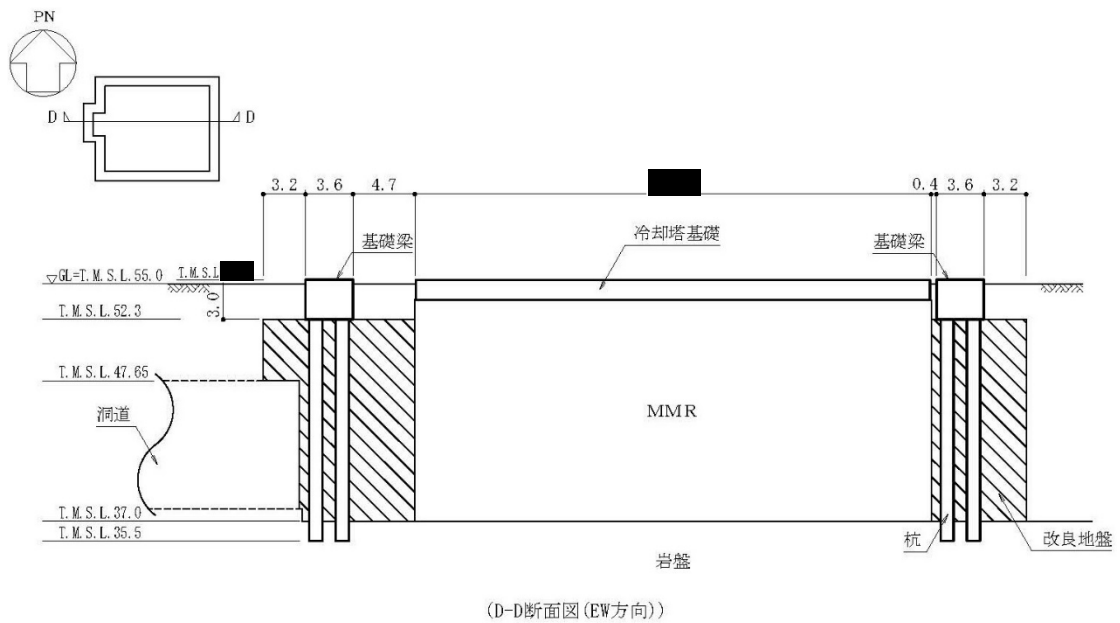 PN
D D
3.2 3.6 4.7 0.4 3.6 3.2
基礎梁 冷却塔基礎 基礎梁
▽GL=T.M.S.L.55.0 T.M.S.L
3.0
T.M.S.L.52.3
T.M.S.L.47.65
MMR
洞道
T.M.S.L.37.0
T.M.S.L.35.5
杭 改良地盤
岩盤
(D-D断面図(EW方向))